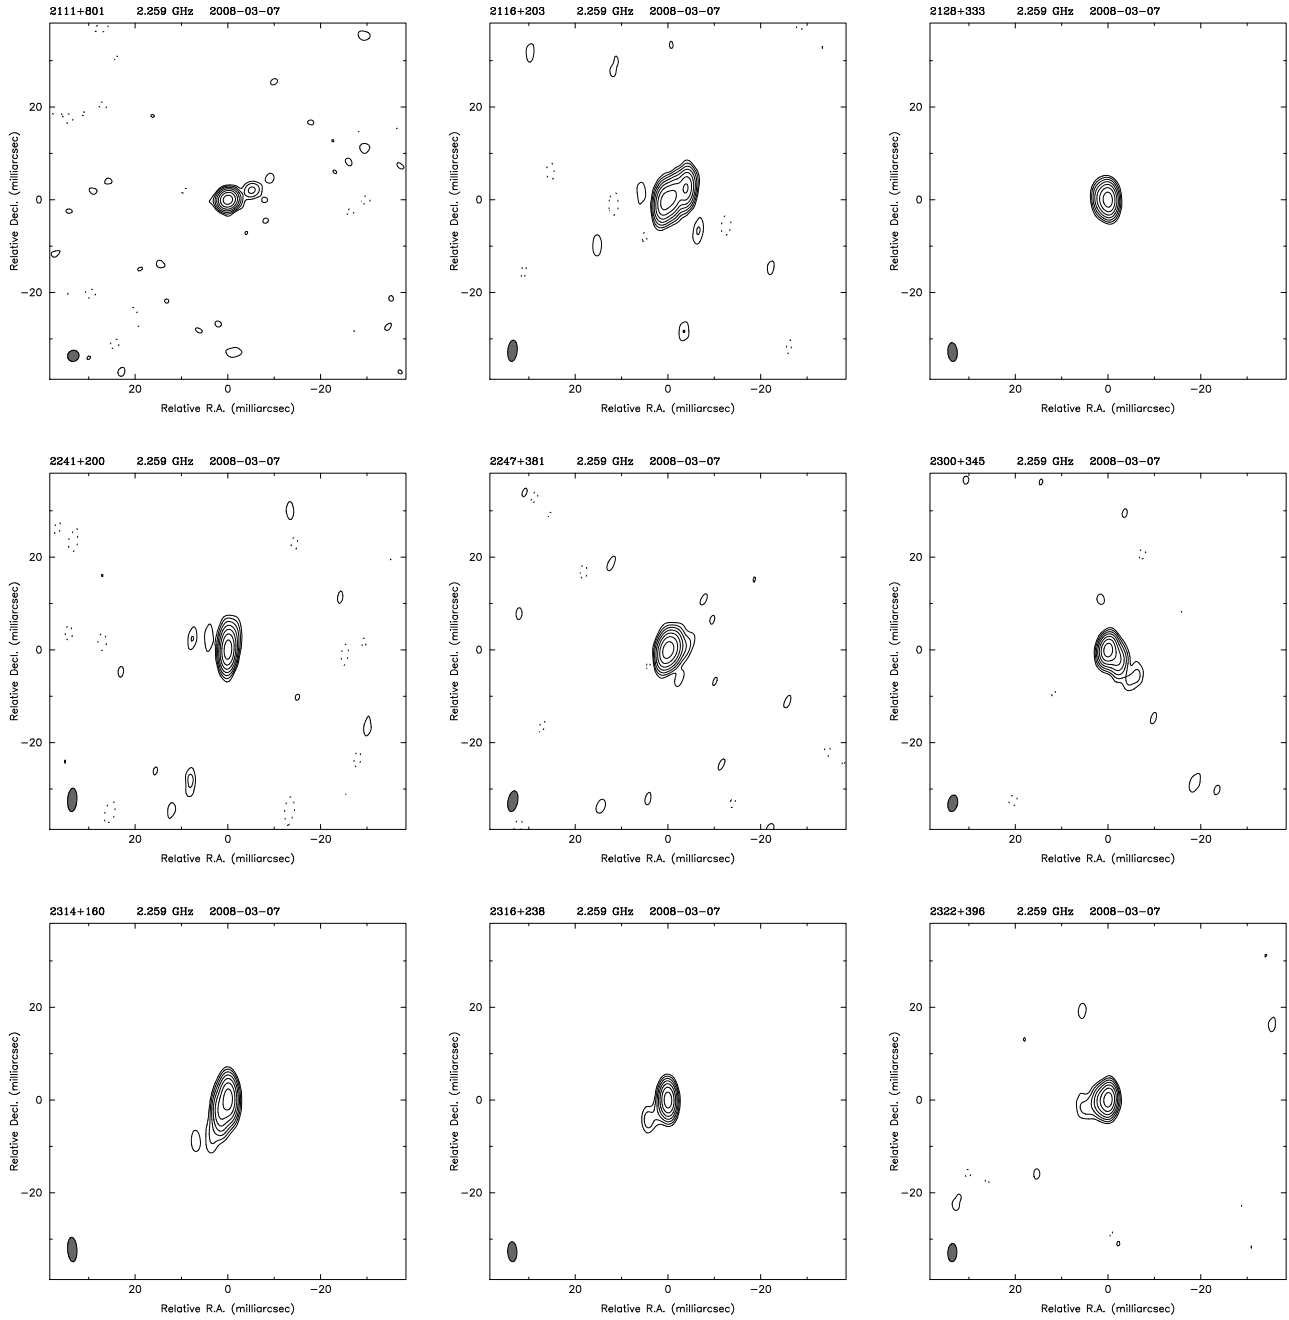 2111+801 2.259 GHz 2008-03-07
20
0
-20
Relative Decl. (milliarcsec)
20 0 -20
Relative R.A. (milliarcsec)
2116+203 2.259 GHz 2008-03-07
20
0
-20
Relative Decl. (milliarcsec)
20 0 -20
Relative R.A. (milliarcsec)
2128+333 2.259 GHz 2008-03-07
20
0
-20
Relative Decl. (milliarcsec)
20 0 -20
Relative R.A. (milliarcsec)
2241+200 2.259 GHz 2008-03-07
20
0
-20
Relative Decl. (milliarcsec)
20 0 -20
Relative R.A. (milliarcsec)
2247+381 2.259 GHz 2008-03-07
20
0
-20
Relative Decl. (milliarcsec)
20 0 -20
Relative R.A. (milliarcsec)
2300+345 2.259 GHz 2008-03-07
20
0
-20
Relative Decl. (milliarcsec)
20 0 -20
Relative R.A. (milliarcsec)
2314+160 2.259 GHz 2008-03-07
20
0
-20
Relative Decl. (milliarcsec)
20 0 -20
Relative R.A. (milliarcsec)
2316+238 2.259 GHz 2008-03-07
20
0
-20
Relative Decl. (milliarcsec)
20 0 -20
Relative R.A. (milliarcsec)
2322+396 2.259 GHz 2008-03-07
20
0
-20
Relative Decl. (milliarcsec)
20 0 -20
Relative R.A. (milliarcsec)